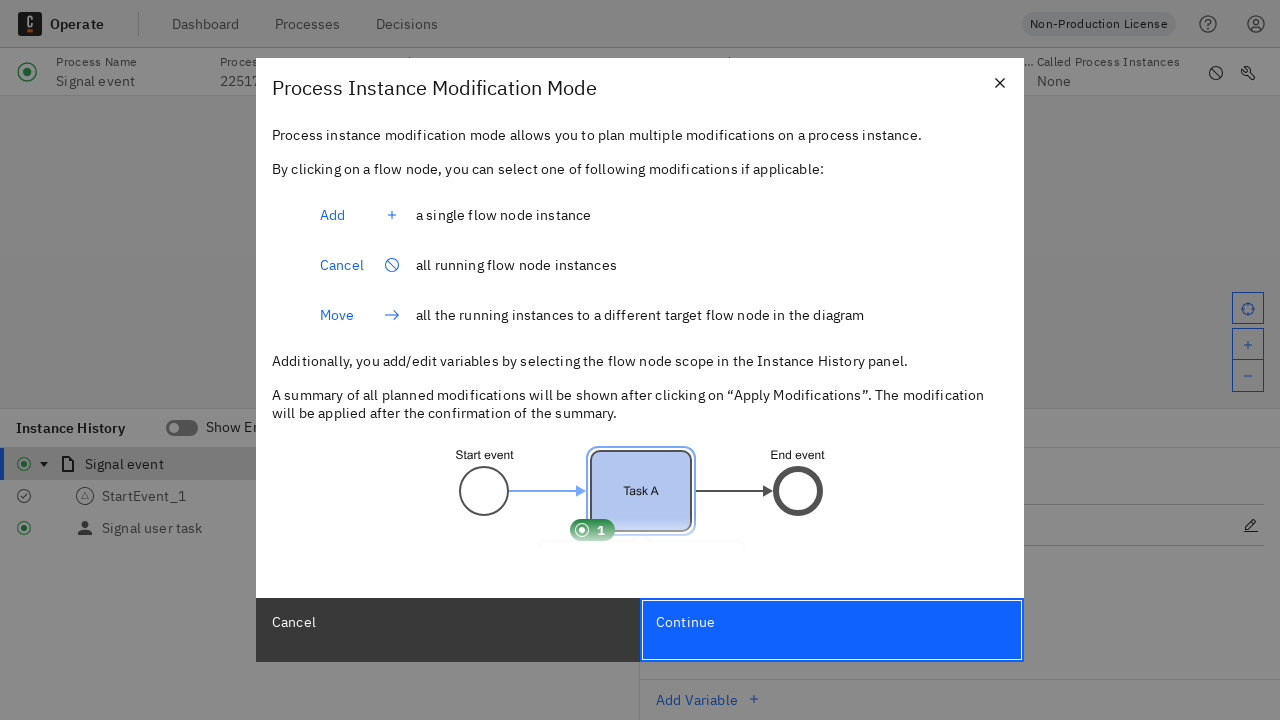 Operate
Dashboard
Processes
Decisions
Non-Production License
Process Name
Signal event
Called Process Instances
None
Process Instance Modification Mode
Process instance modification mode allows you to plan multiple modifications on a process instance.
By clicking on a flow node, you can select one of following modifications if applicable:
Add + a single flow node instance
Cancel all running flow node instances
Move → all the running instances to a different target flow node in the diagram
Additionally, you add/edit variables by selecting the flow node scope in the Instance History panel.
A summary of all planned modifications will be shown after clicking on “Apply Modifications”. The modification
will be applied after the confirmation of the summary.
Start event
Task A
End event
1
Cancel
Continue
Instance History
Show
Signal event
StartEvent_1
Signal user task
Add Variable +